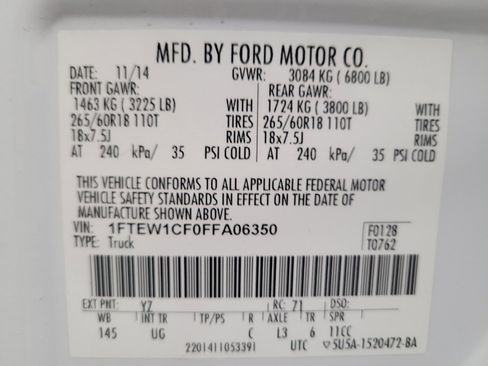 MFD. BY FORD MOTOR CO.
DATE: 11/14 GVWR: 3084 KG ( 6800 LB)
FRONT GAWR: REAR GAWR:
1463 KG ( 3225 LB) WITH 1724 KG ( 3800 LB) WITH
265/60R18 110T TIRES 265/60R18 110T TIRES
18x7.5J RIMS 18x7.5J RIMS
AT 240 kPa/ 35 PSI COLD AT 240 kPa/ 35 PSI COLD
THIS VEHICLE CONFORMS TO ALL APPLICABLE FEDERAL MOTOR
VEHICLE SAFETY STANDARDS IN EFFECT ON THE DATE OF
MANUFACTURE SHOWN ABOVE.
VIN: 1FTEW1CF0FFA06350 F0128
TYPE: Truck T0762
EXT PNT: YZ RC: 71 DSO:
WB INT TR TP/PS R AXLE TR SPR
145 UG C L3 6 11CC
2201411053391 UTC ▽5U5A-1520472-BA